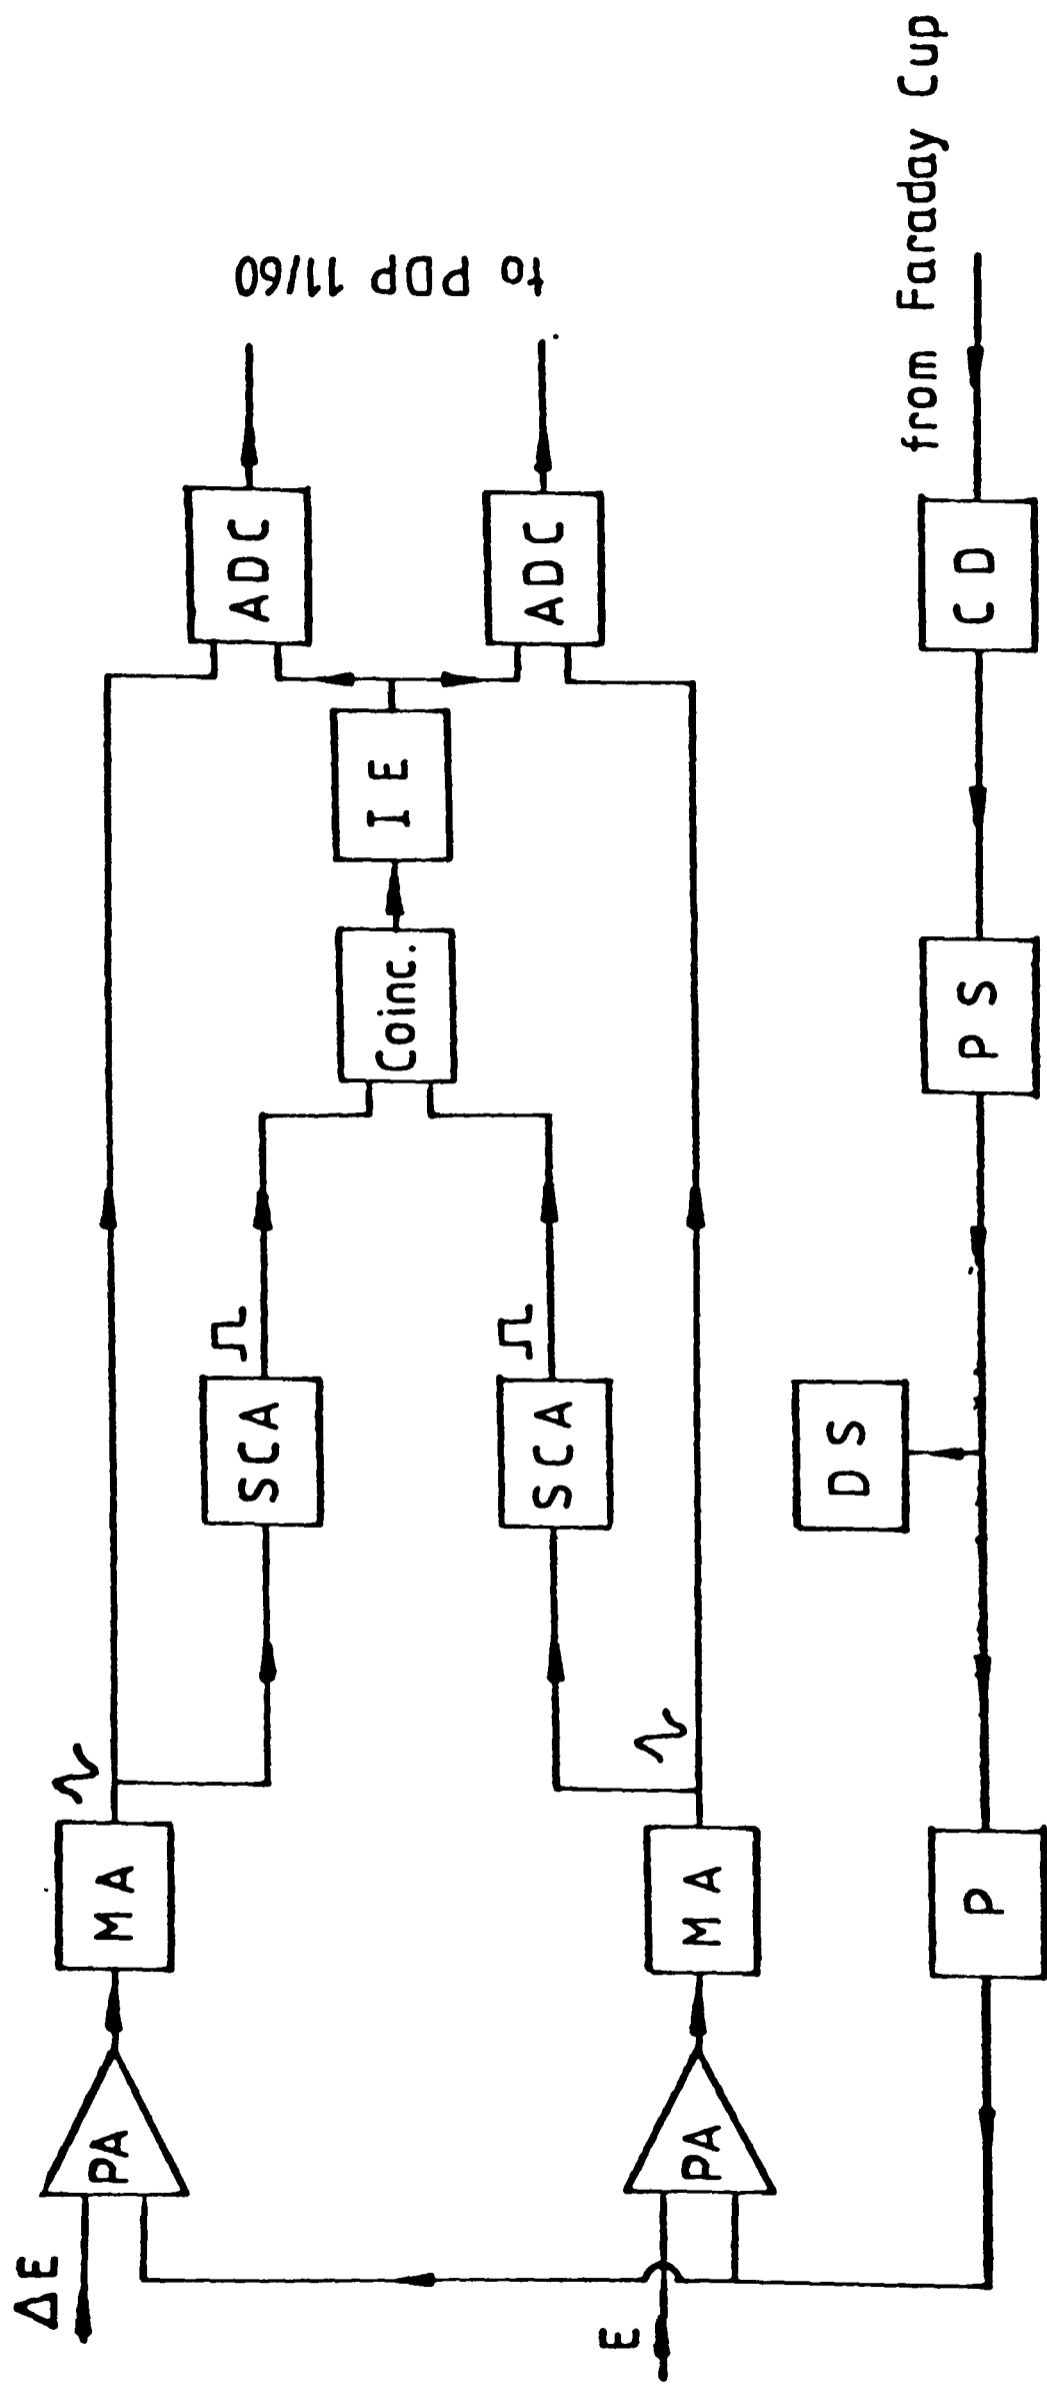 ΔE
PA
MA
SCA
ADC
to PDP 11/60
Coinc.
IE
SCA
ADC
E
PA
MA
DS
P
PS
CD
from Faraday Cup